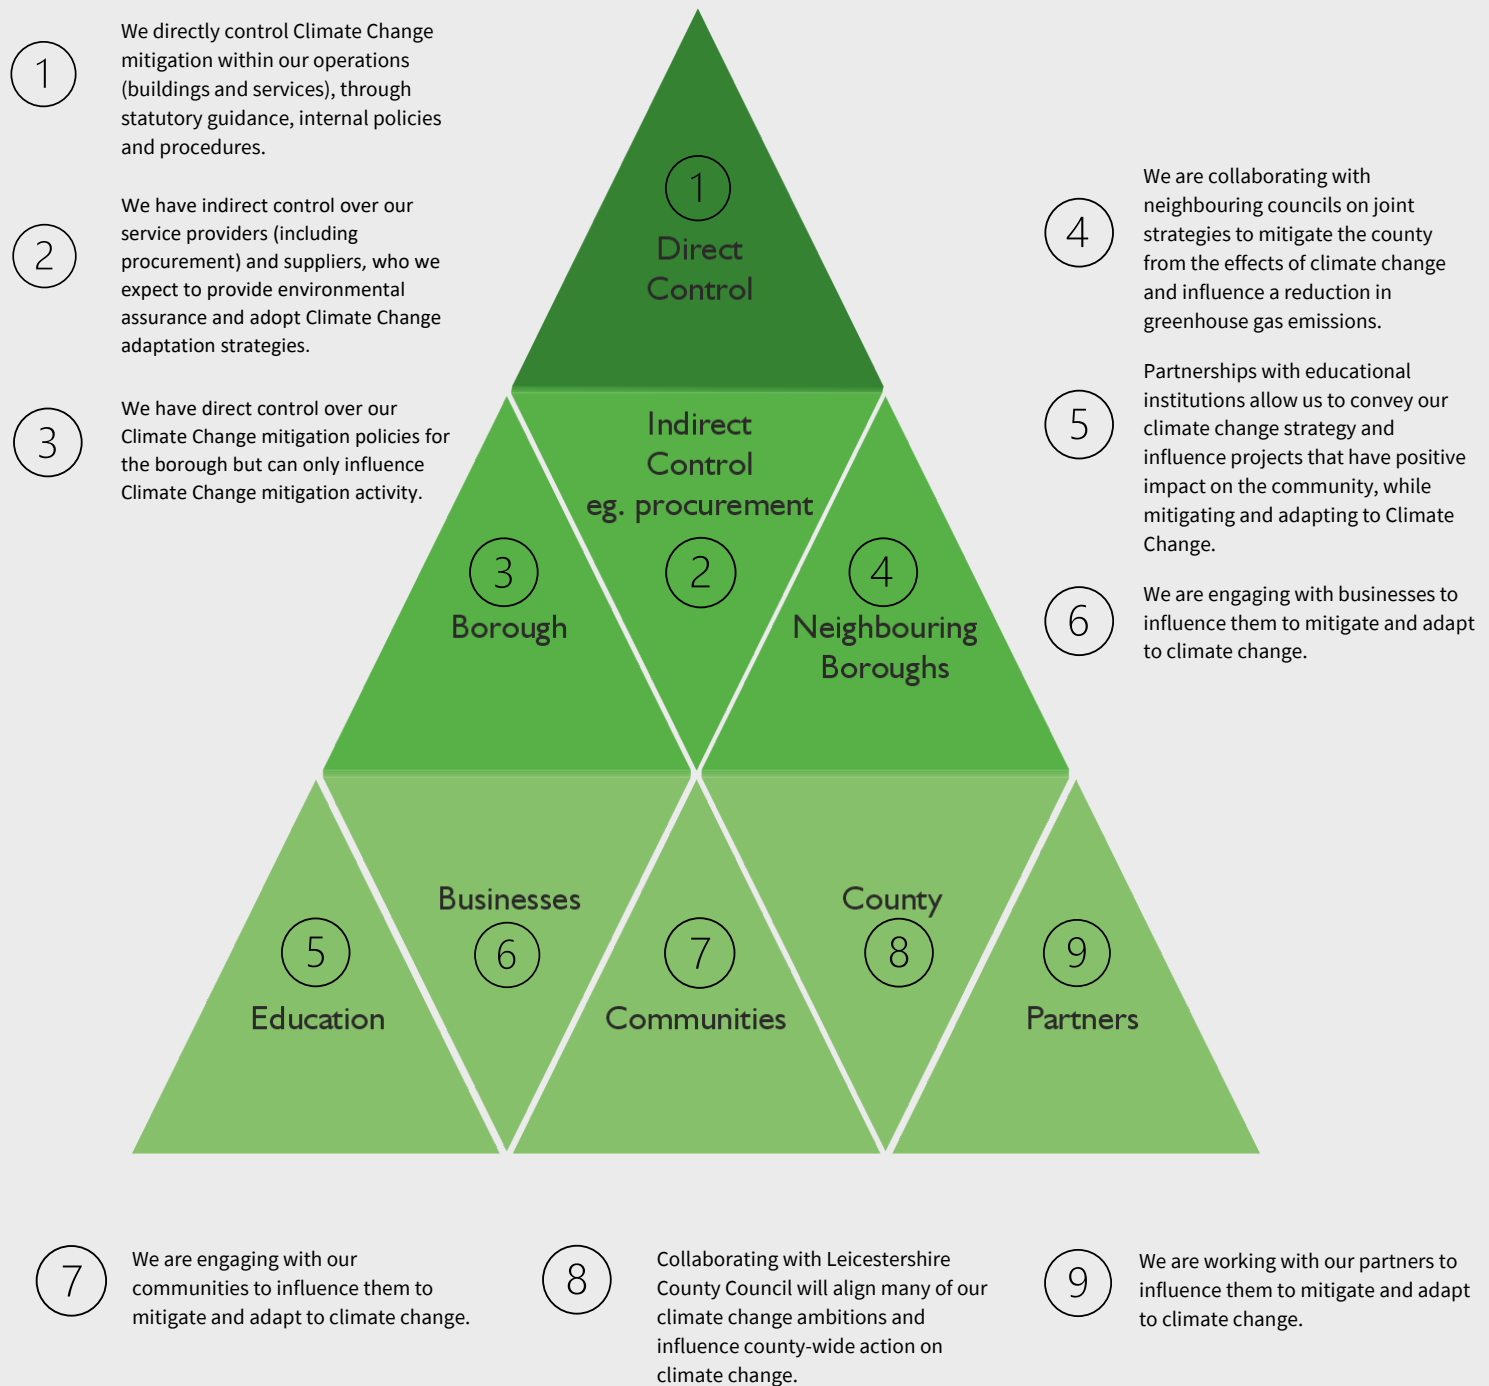 1
We directly control Climate Change
mitigation within our operations
(buildings and services), through
statutory guidance, internal policies
and procedures.
2
We have indirect control over our
service providers (including
procurement) and suppliers, who we
expect to provide environmental
assurance and adopt Climate Change
adaptation strategies.
3
We have direct control over our
Climate Change mitigation policies for
the borough but can only influence
Climate Change mitigation activity.
1
Direct
Control
Indirect
Control
eg. procurement
2
3
Borough
4
Neighbouring
Boroughs
5
Education
Businesses
6
7
Communities
County
8
9
Partners
4
We are collaborating with
neighbouring councils on joint
strategies to mitigate the county
from the effects of climate change
and influence a reduction in
greenhouse gas emissions.
5
Partnerships with educational
institutions allow us to convey our
climate change strategy and
influence projects that have positive
impact on the community, while
mitigating and adapting to Climate
Change.
6
We are engaging with businesses to
influence them to mitigate and adapt
to climate change.
7
We are engaging with our
communities to influence them to
mitigate and adapt to climate change.
8
Collaborating with Leicestershire
County Council will align many of our
climate change ambitions and
influence county-wide action on
climate change.
9
We are working with our partners to
influence them to mitigate and adapt
to climate change.